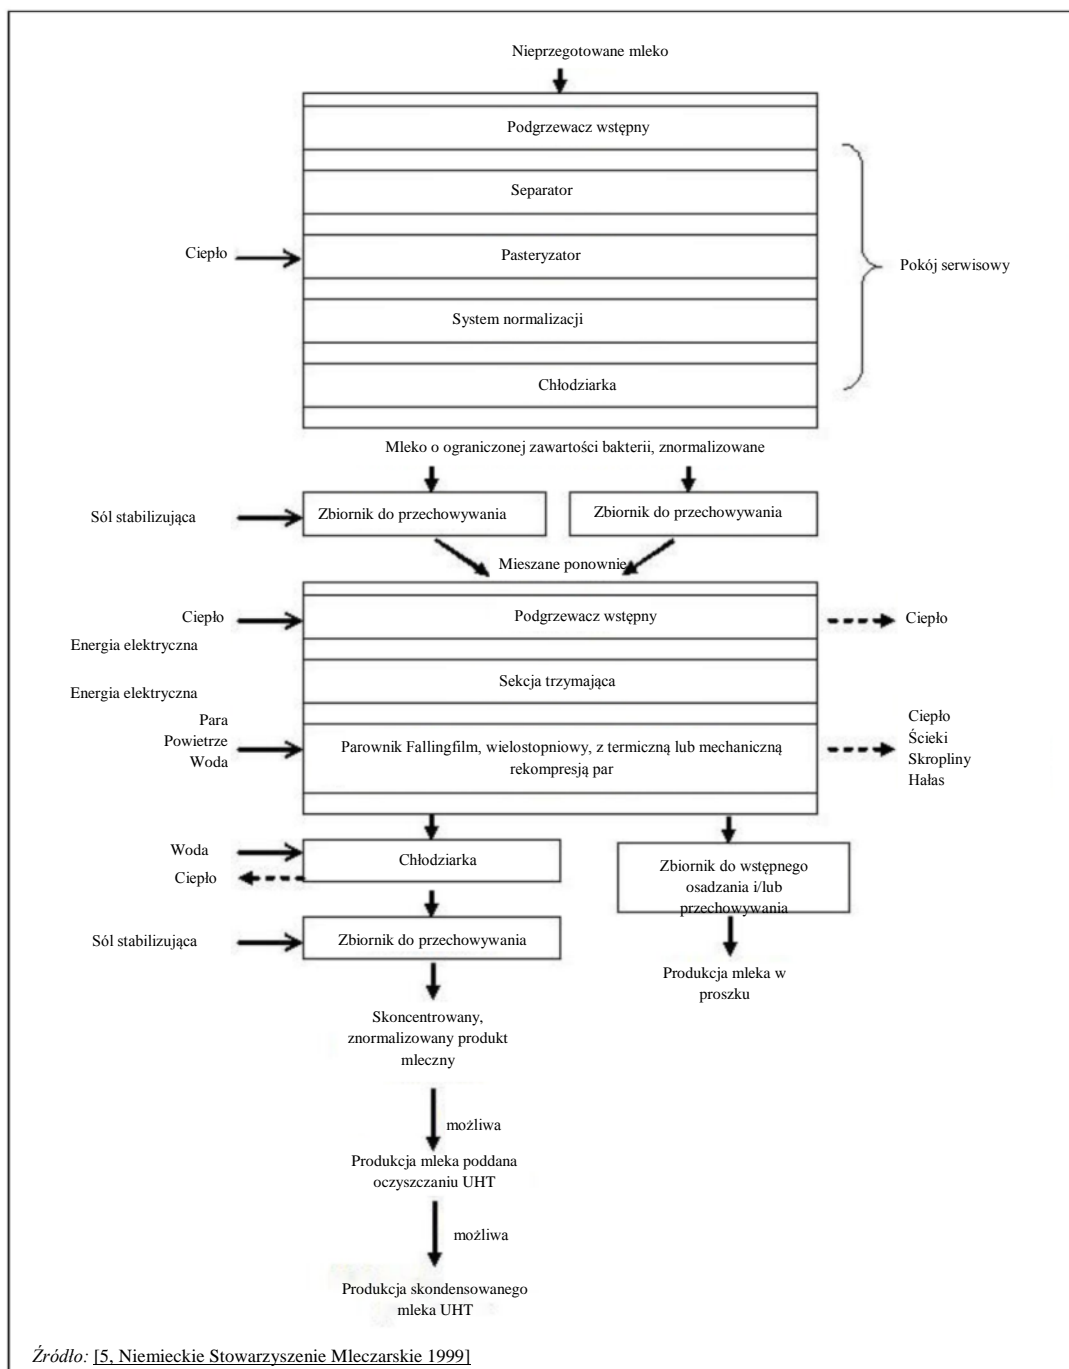 Nieprzegotowane mleko
Podgrzewacz wstępny
Separator
Ciepło
Pasteryzator
Pokój serwisowy
System normalizacji
Chłodziarka
Mleko o ograniczonej zawartości bakterii, znormalizowane
Sól stabilizująca
Zbiornik do przechowywania
Zbiornik do przechowywania
Mieszane ponownie
Ciepło
Podgrzewacz wstępny
Ciepło
Energia elektryczna
Sekcja trzymająca
Energia elektryczna
Para
Powietrze
Woda
Parownik Fallingfilm, wielostopniowy, z termiczną lub mechaniczną
rekompresją par
Ciepło
Ścieki
Skropliny
Hałas
Woda
Ciepło
Chłodziarka
Zbiornik do wstępnego
osadzania i/lub
przechowywania
Sól stabilizująca
Zbiornik do przechowywania
Produkcja mleka w
proszku
Skoncentrowany,
znormalizowany produkt
mleczny
możliwa
Produkcja mleka poddana
oczyszczaniu UHT
możliwa
Produkcja skondensowanego
mleka UHT
Źródło: [5, Niemieckie Stowarzyszenie Mleczarskie 1999]